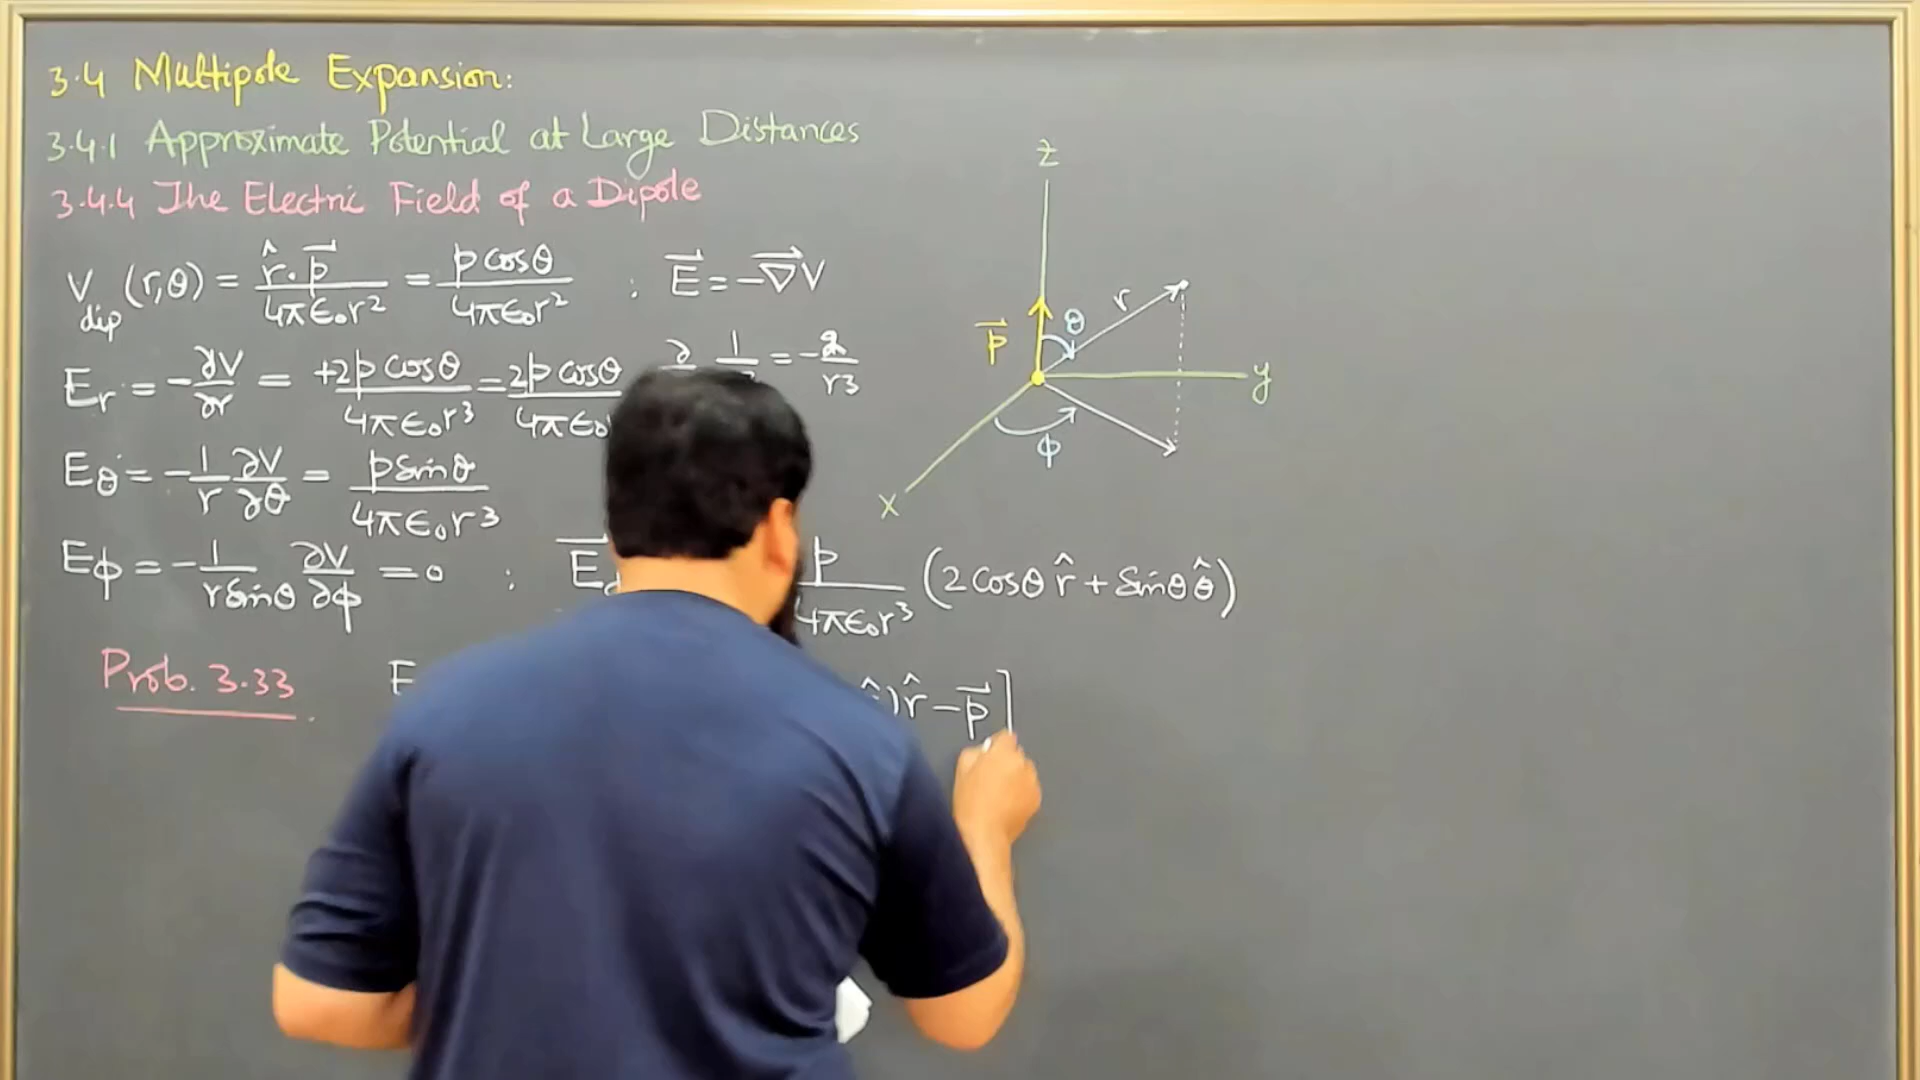 3.4 Multipole Expansion:
3.4.1 Approximate Potential at Large Distances
3.4.4 The Electric Field of a Dipole
V_dip (r,θ) = r̂·p⃗ / 4πε₀r² = p cosθ / 4πε₀r² ; E⃗ = -∇⃗V
E_r = -∂V/∂r = +2p cosθ / 4πε₀r³ = 2p cosθ / 4πε₀ ∂ 1 = -2/r³
E_θ = -1/r ∂V/∂θ = p sinθ / 4πε₀r³
E_φ = -1/(r sinθ) ∂V/∂φ = 0 ; E⃗ p / 4πε₀r³ (2cosθ r̂ + sinθ θ̂)
Prob. 3.33 E )r̂ - p⃗]
z
p⃗
θ
r
y
φ
x